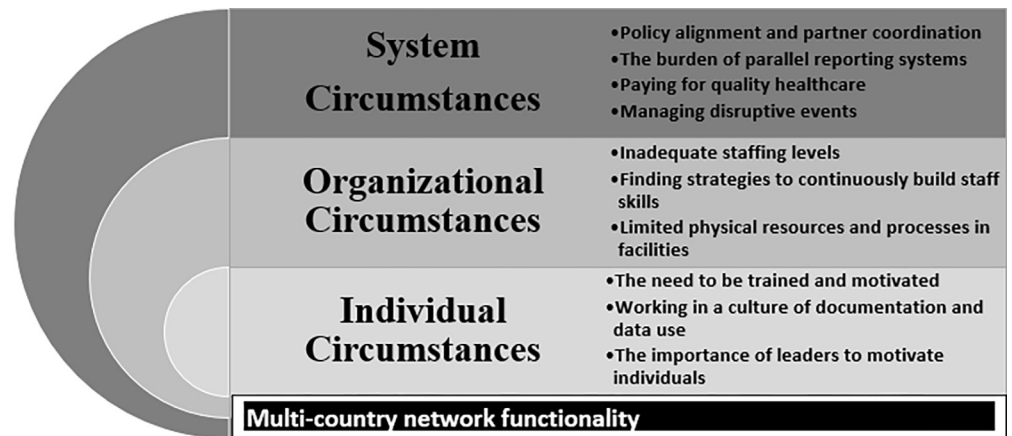 System
Circumstances
•Policy alignment and partner coordination
•The burden of parallel reporting systems
•Paying for quality healthcare
•Managing disruptive events
Organizational
Circumstances
•Inadequate staffing levels
•Finding strategies to continuously build staff
skills
•Limited physical resources and processes in
facilities
Individual
Circumstances
•The need to be trained and motivated
•Working in a culture of documentation and
data use
•The importance of leaders to motivate
individuals
Multi-country network functionality